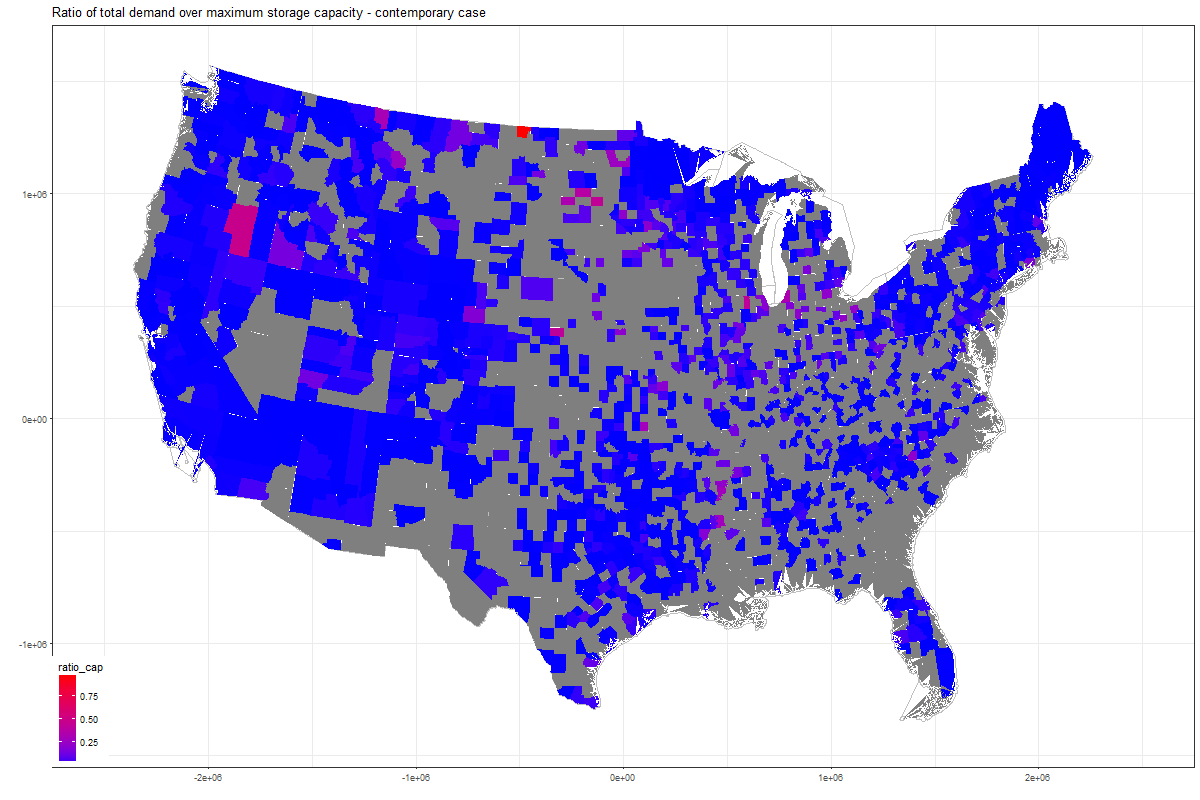 Ratio of total demand over maximum storage capacity - contemporary case
1e+06
0e+00
-1e+06
ratio_cap
0.75
0.50
0.25
-2e+06
-1e+06
0e+00
1e+06
2e+06